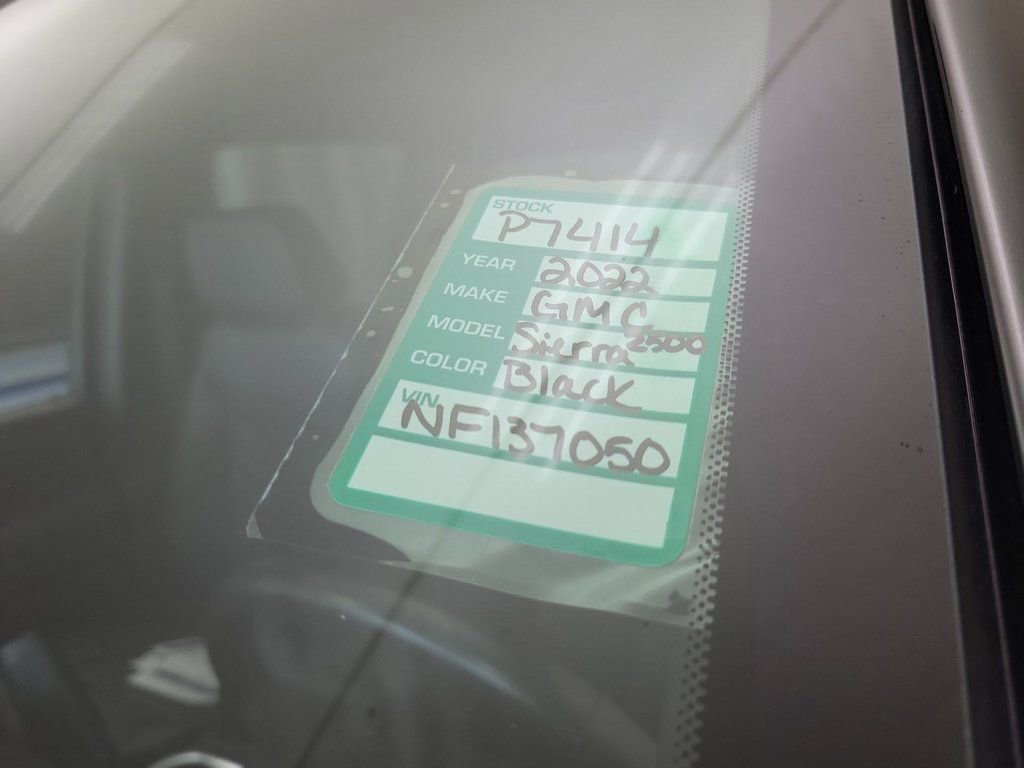 STOCK
P7414
YEAR 2022
MAKE GMC
MODEL Sierra 2500
COLOR Black
VIN
NF137050